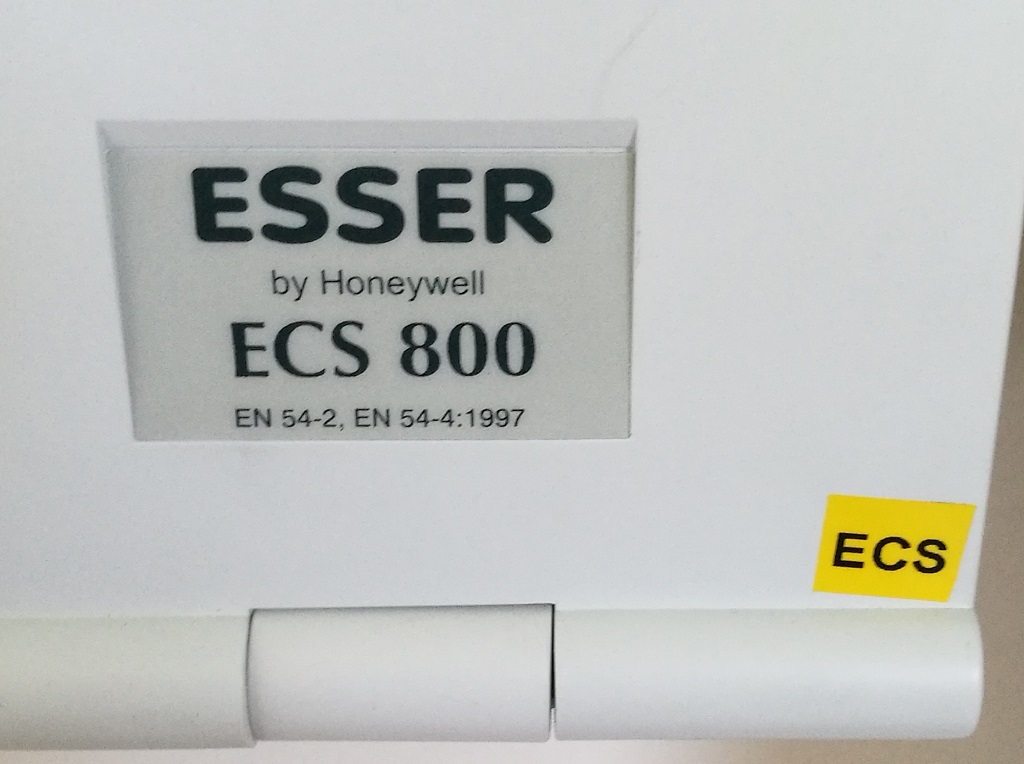 ESSER
by Honeywell
ECS 800
EN 54-2, EN 54-4:1997
ECS